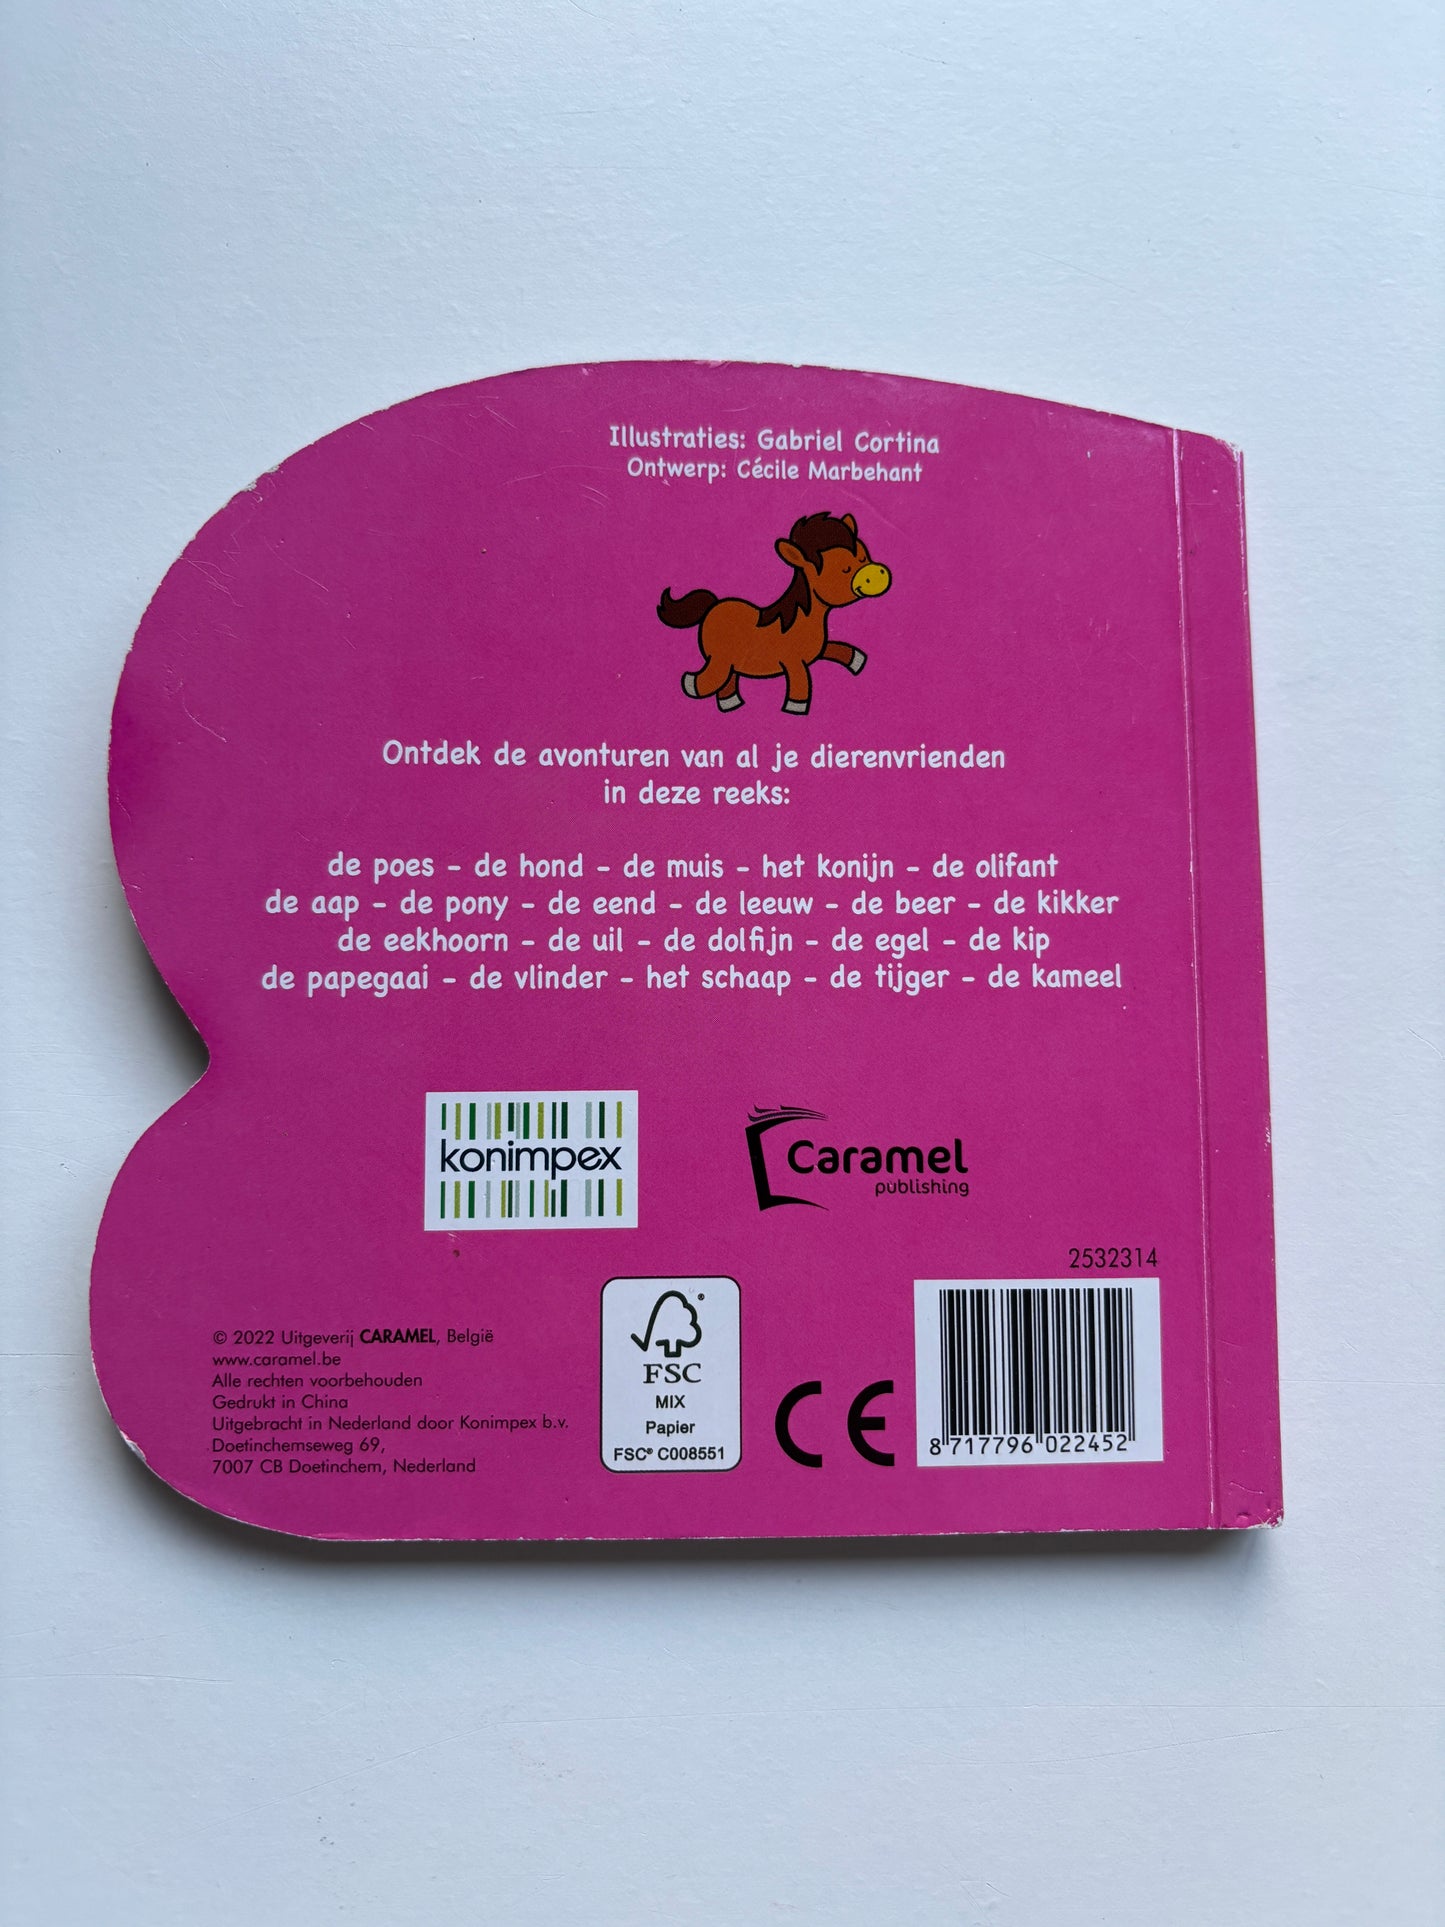 Illustraties: Gabriel Cortina
Ontwerp: Cécile Marbehant
Ontdek de avonturen van al je dierenvrienden
in deze reeks:
de poes - de hond - de muis - het konijn - de olifant
de aap - de pony - de eend - de leeuw - de beer - de kikker
de eekhoorn - de uil - de dolfijn - de egel - de kip
de papegaai - de vlinder - het schaap - de tijger - de kameel
konimpex
Caramel
publishing
2532314
© 2022 Uitgeverij CARAMEL, België
www.caramel.be
Alle rechten voorbehouden
Gedrukt in China
Uitgebracht in Nederland door Konimpex b.v.
Doetinchemseweg 69,
7007 CB Doetinchem, Nederland
®
FSC
MIX
Papier
FSC® C008551
CE
8 717796 022452